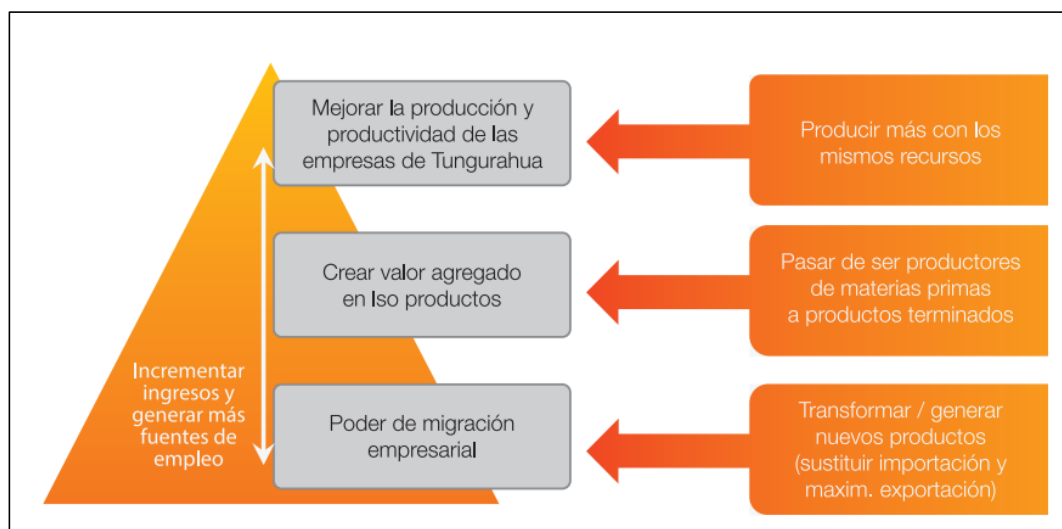 Mejorar la producción y
productividad de las
empresas de Tungurahua
Producir más con los
mismos recursos
Crear valor agregado
en lso productos
Pasar de ser productores
de materias primas
a productos terminados
Incrementar
ingresos y
generar más
fuentes de
empleo
Poder de migración
empresarial
Transformar / generar
nuevos productos
(sustituir importación y
maxim. exportación)